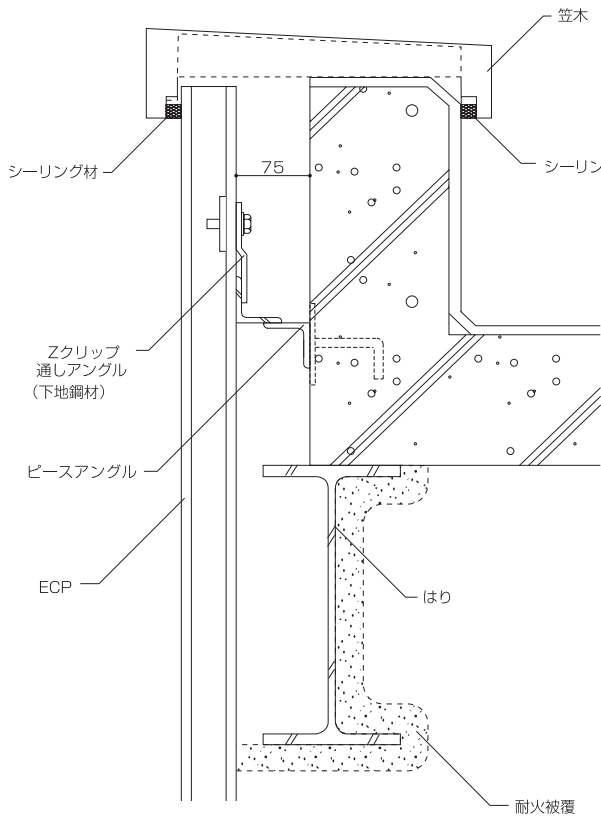 笠木
シーリング材
シーリン
75
Zクリップ
通しアングル
（下地鋼材）
ピースアングル
ECP
はり
耐火被覆